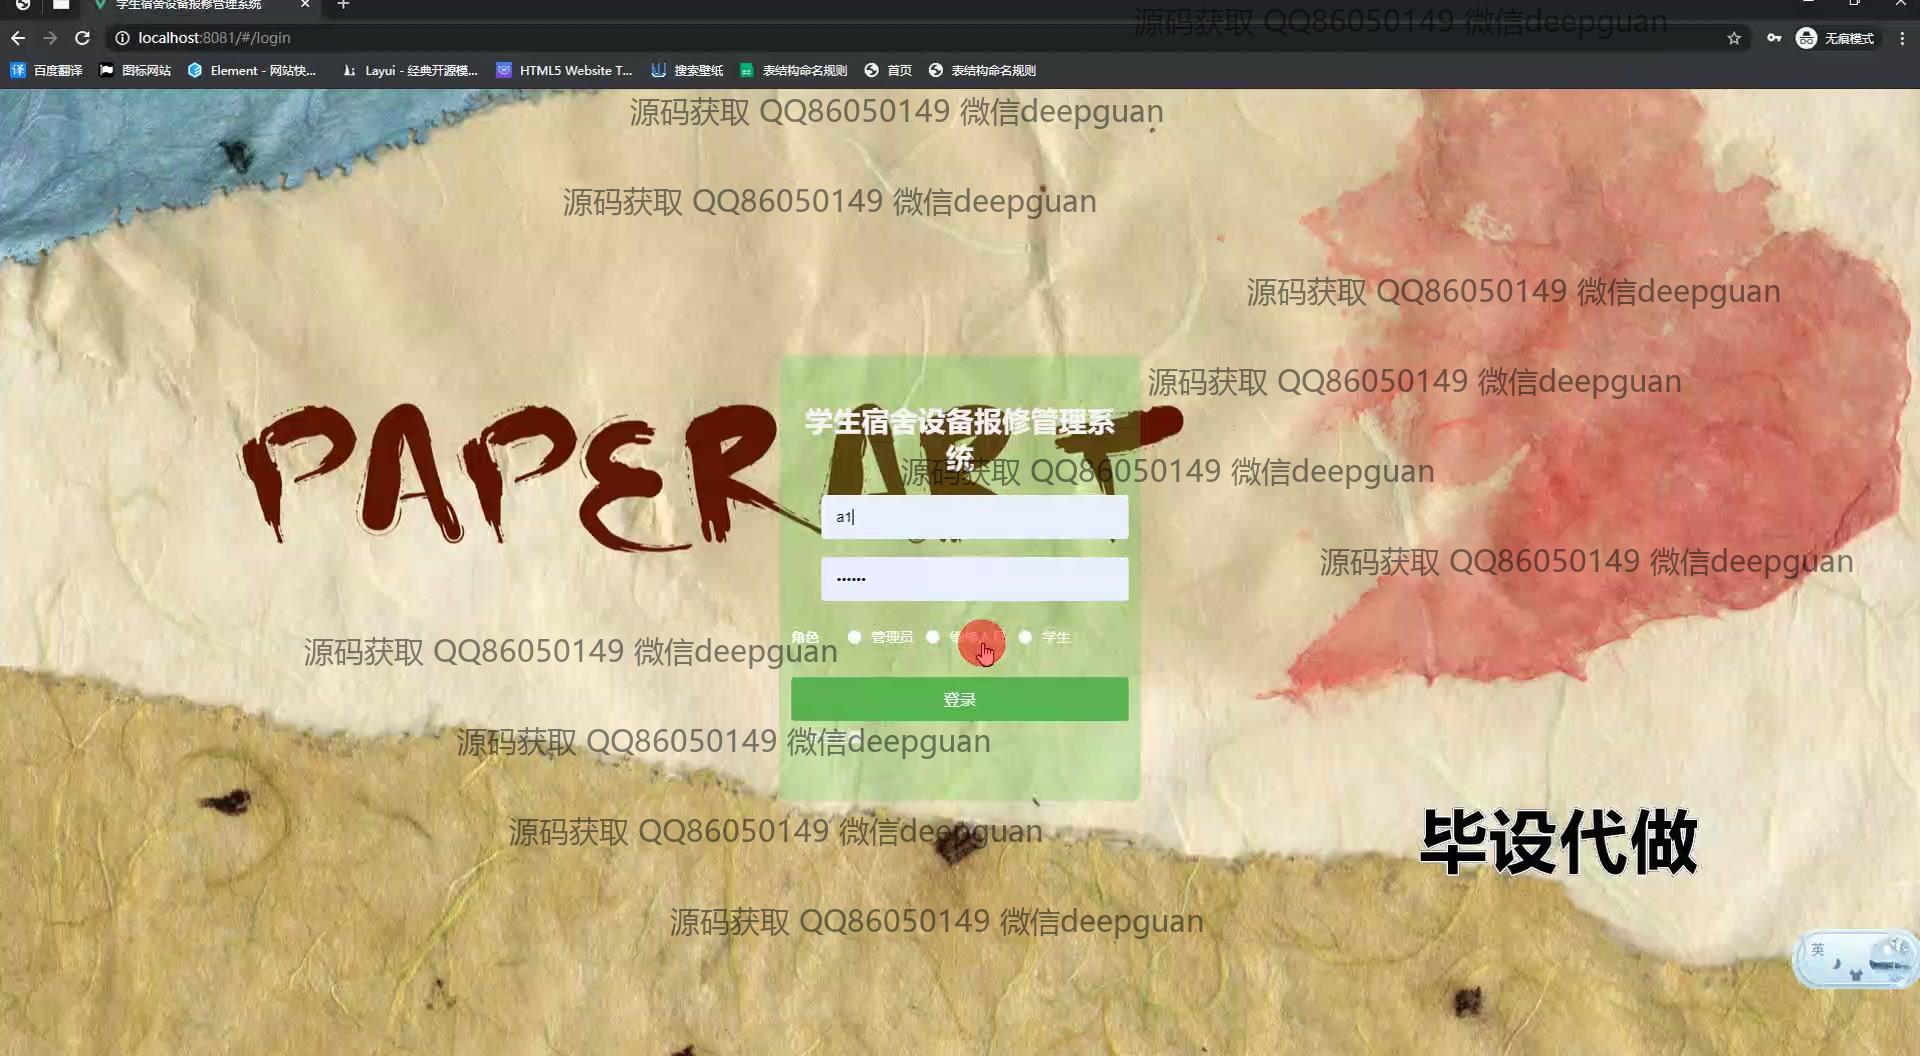 学生宿舍设备报修管理系统
源码获取 QQ86050149 微信deepguan
localhost:8081/#/login
无痕模式
百度翻译
图标网站
Element - 网站快...
Layui - 经典开源模...
HTML5 Website T...
搜索壁纸
表结构命名规则
首页
表结构命名规则
源码获取 QQ86050149 微信deepguan
源码获取 QQ86050149 微信deepguan
源码获取 QQ86050149 微信deepguan
源码获取 QQ86050149 微信deepguan
PAPER ART
学生宿舍设备报修管理系
统
源码获取 QQ86050149 微信deepguan
a1
源码获取 QQ86050149 微信deepguan
角色
管理员
学生
源码获取 QQ86050149 微信deepguan
登录
源码获取 QQ86050149 微信deepguan
源码获取 QQ86050149 微信deepguan
毕设代做
源码获取 QQ86050149 微信deepguan
英